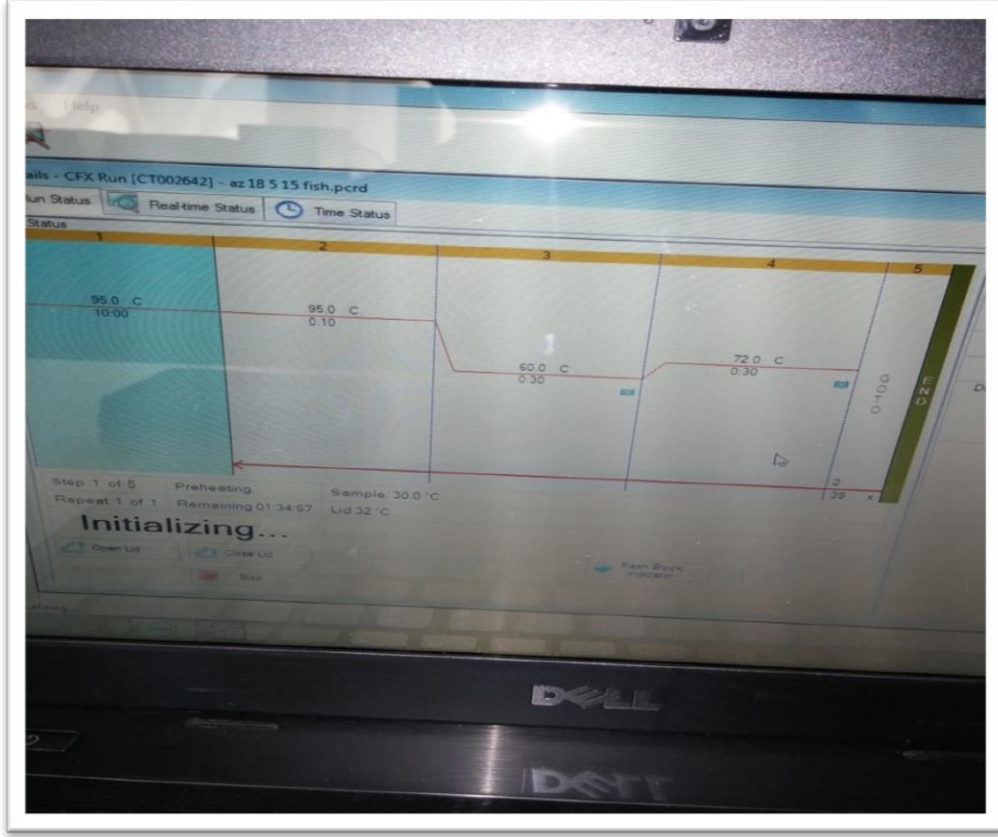 Help
ails - CFX Run [CT002642] - az 18 5 15 fish.pcrd
un Status Real-time Status Time Status
Status
1 2 3 4 5
95.0 C
10:00
95.0 C
0:10
60.0 C
0:30
72.0 C
0:30
GOTO
END
2
39 x
Step 1 of 5 Preheating Sample: 30.0 °C
Repeat 1 of 1 Remaining 01:34:57 Lid 32 °C
Initializing...
Open Lid Close Lid
Flash Block
Indicator
Stop
alizing...
DELL